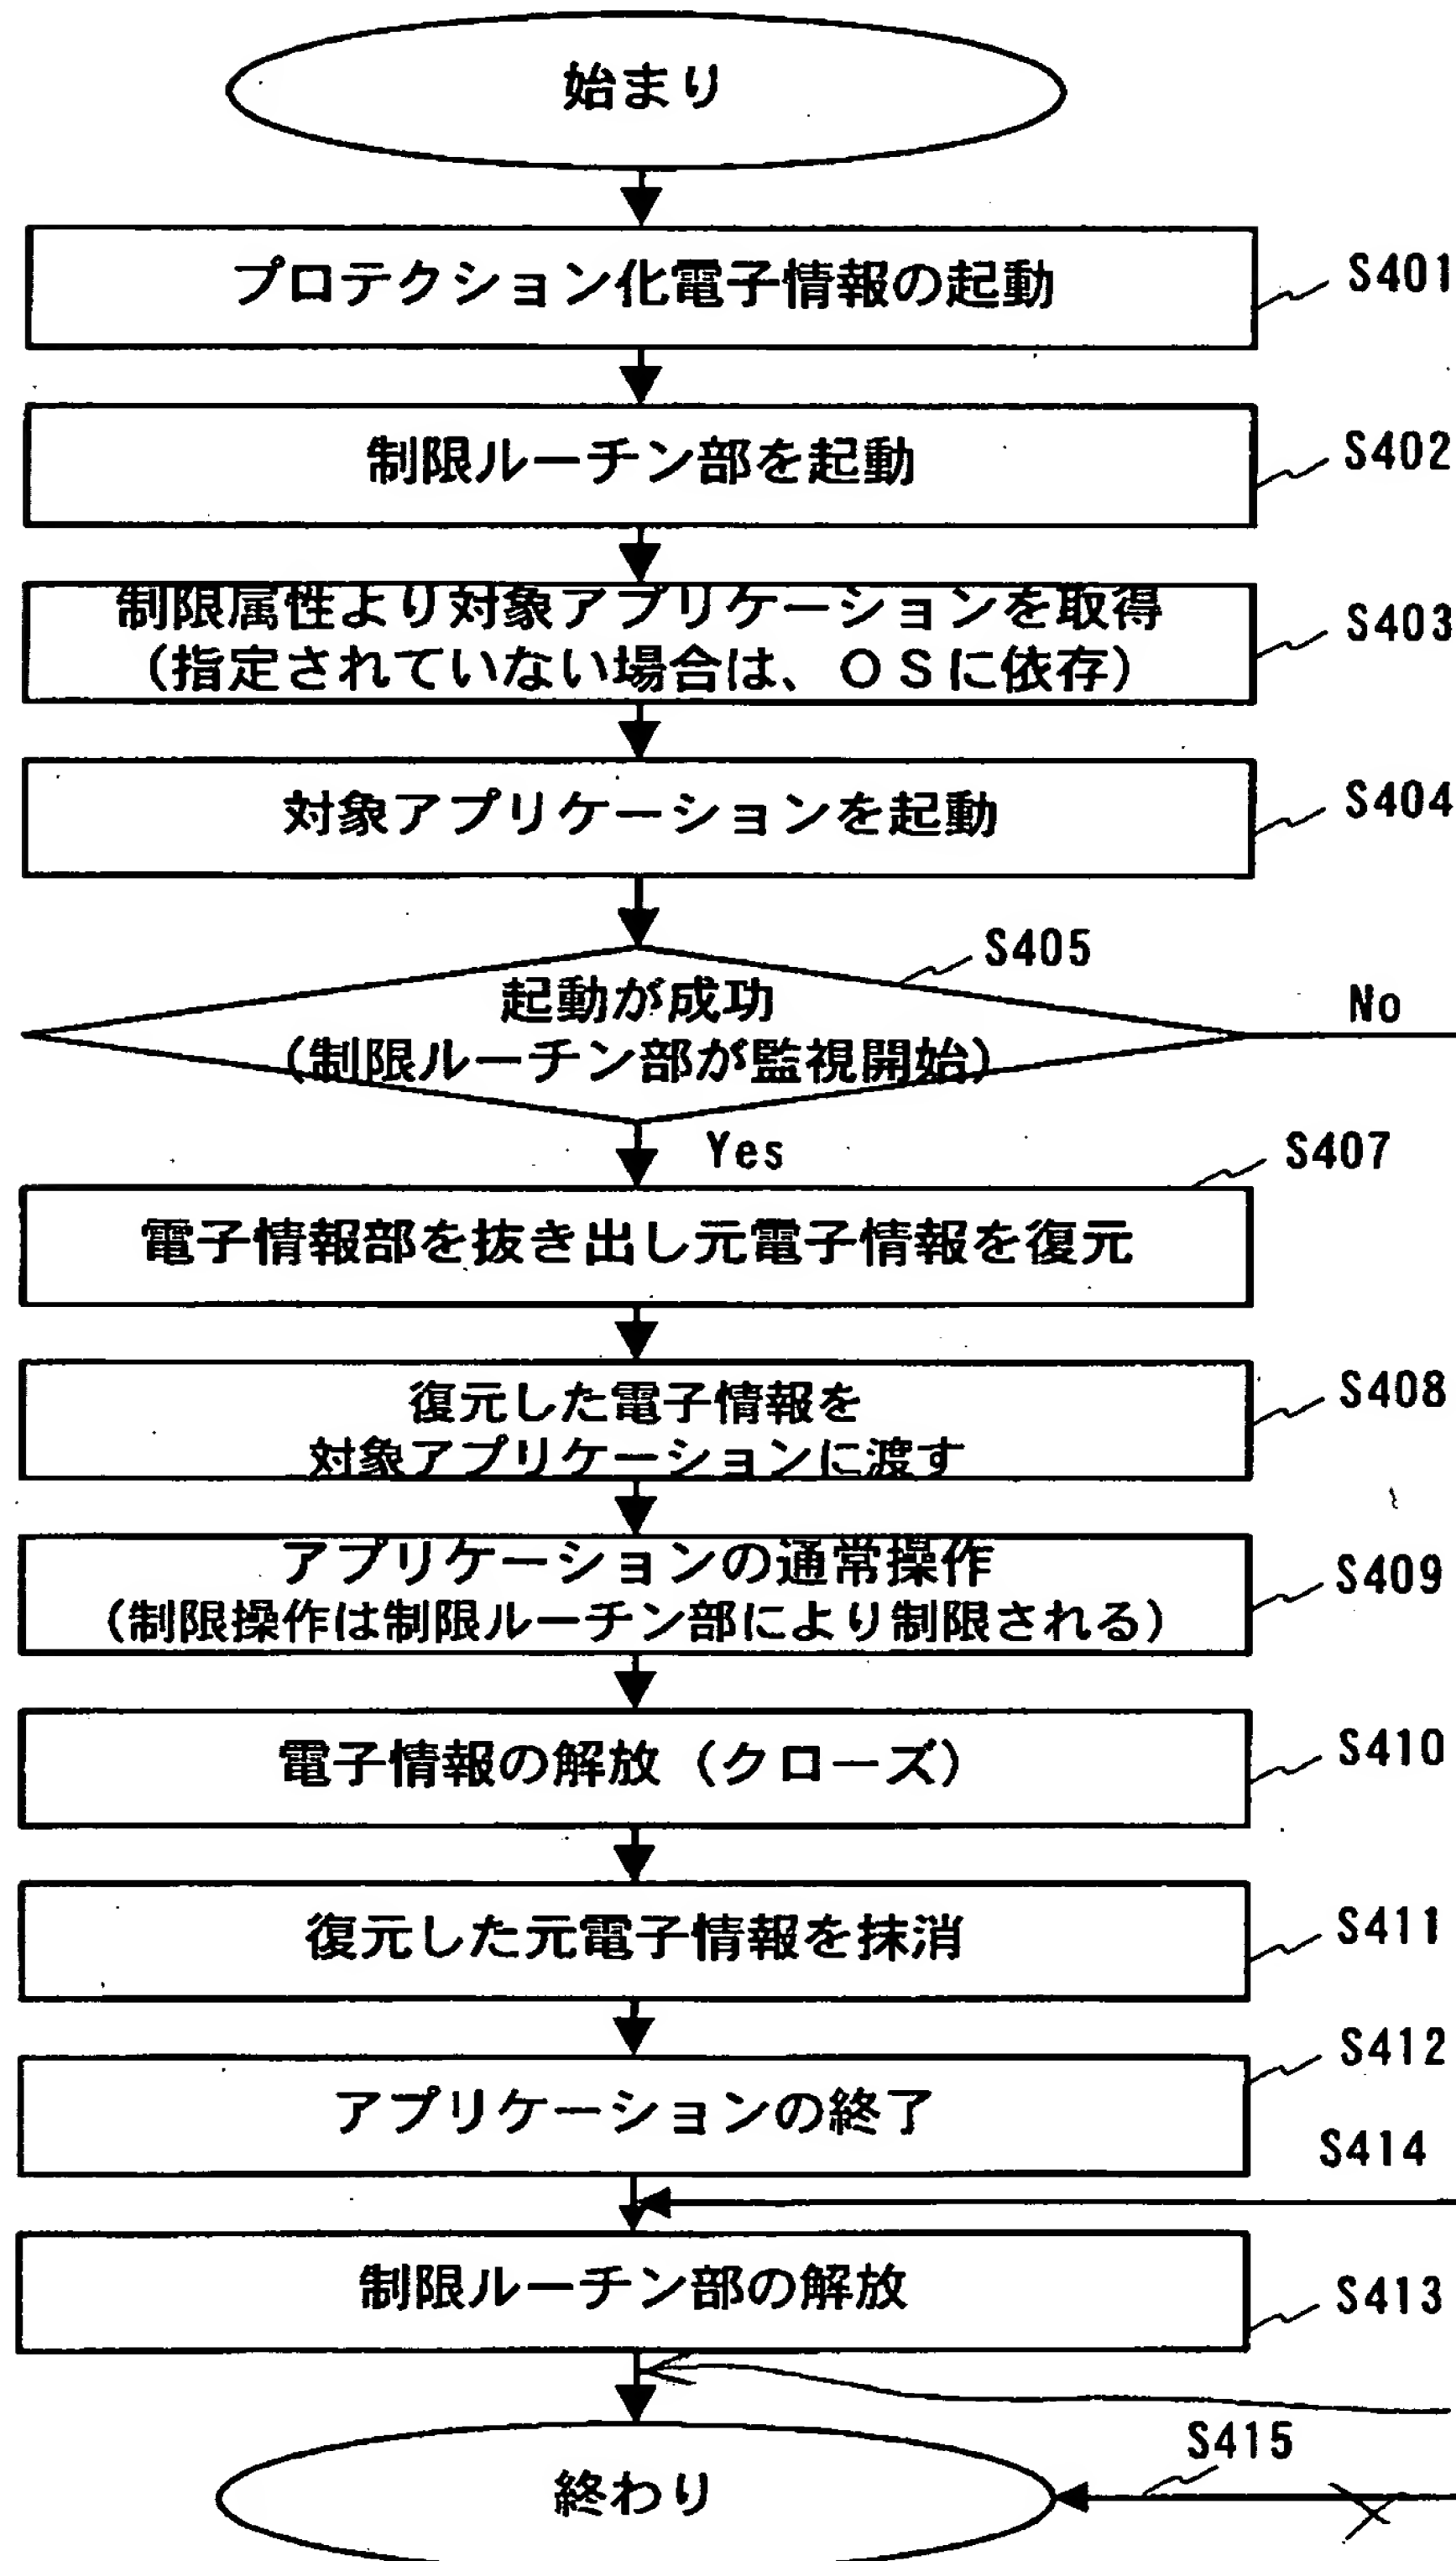 始まり
プロテクション化電子情報の起動
S401
制限ルーチン部を起動
S402
制限属性より対象アプリケーションを取得
（指定されていない場合は、ＯＳに依存）
S403
対象アプリケーションを起動
S404
S405
起動が成功
（制限ルーチン部が監視開始）
No
Yes
S407
電子情報部を抜き出し元電子情報を復元
復元した電子情報を
対象アプリケーションに渡す
S408
アプリケーションの通常操作
（制限操作は制限ルーチン部により制限される）
S409
電子情報の解放（クローズ）
S410
復元した元電子情報を抹消
S411
S412
アプリケーションの終了
S414
制限ルーチン部の解放
S413
S415
終わり